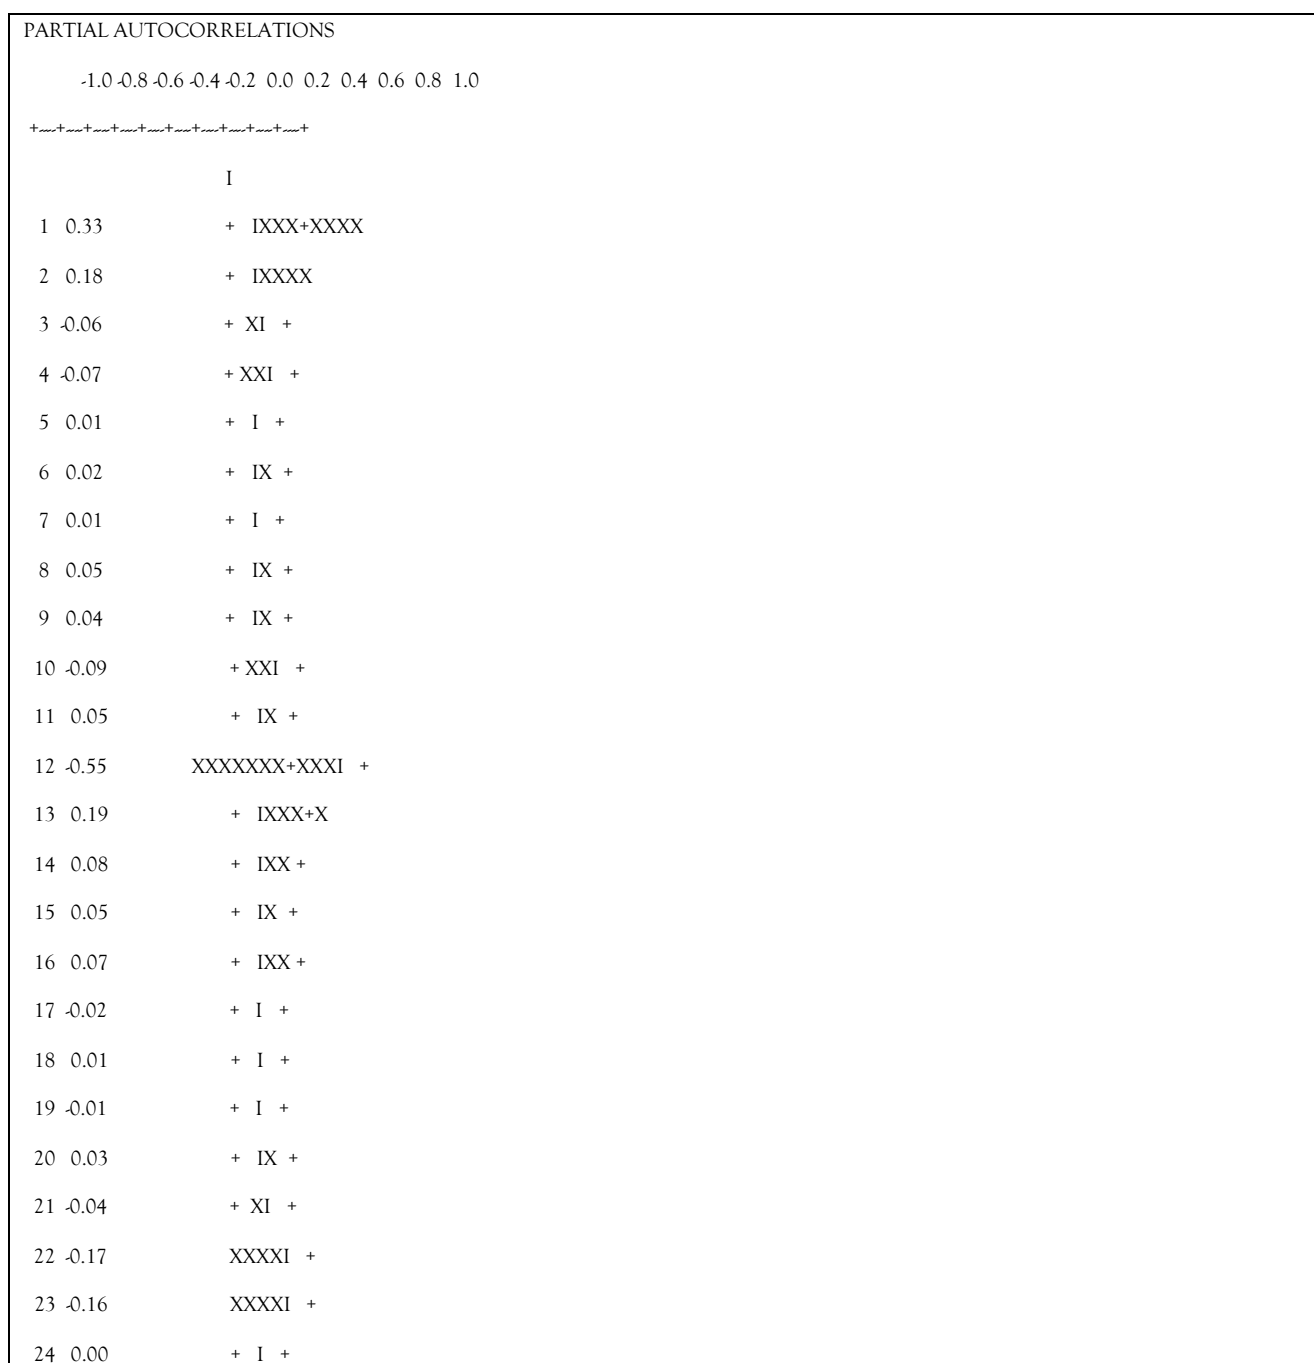 PARTIAL AUTOCORRELATIONS
-1.0 -0.8 -0.6 -0.4 -0.2 0.0 0.2 0.4 0.6 0.8 1.0
+----+----+----+----+----+----+----+----+----+----+
I
1 0.33 + IXXX+XXXX
2 0.18 + IXXXX
3 -0.06 + XI +
4 -0.07 + XXI +
5 0.01 + I +
6 0.02 + IX +
7 0.01 + I +
8 0.05 + IX +
9 0.04 + IX +
10 -0.09 + XXI +
11 0.05 + IX +
12 -0.55 XXXXXXX+XXXI +
13 0.19 + IXXX+X
14 0.08 + IXX +
15 0.05 + IX +
16 0.07 + IXX +
17 -0.02 + I +
18 0.01 + I +
19 -0.01 + I +
20 0.03 + IX +
21 -0.04 + XI +
22 -0.17 XXXXI +
23 -0.16 XXXXI +
24 0.00 + I +